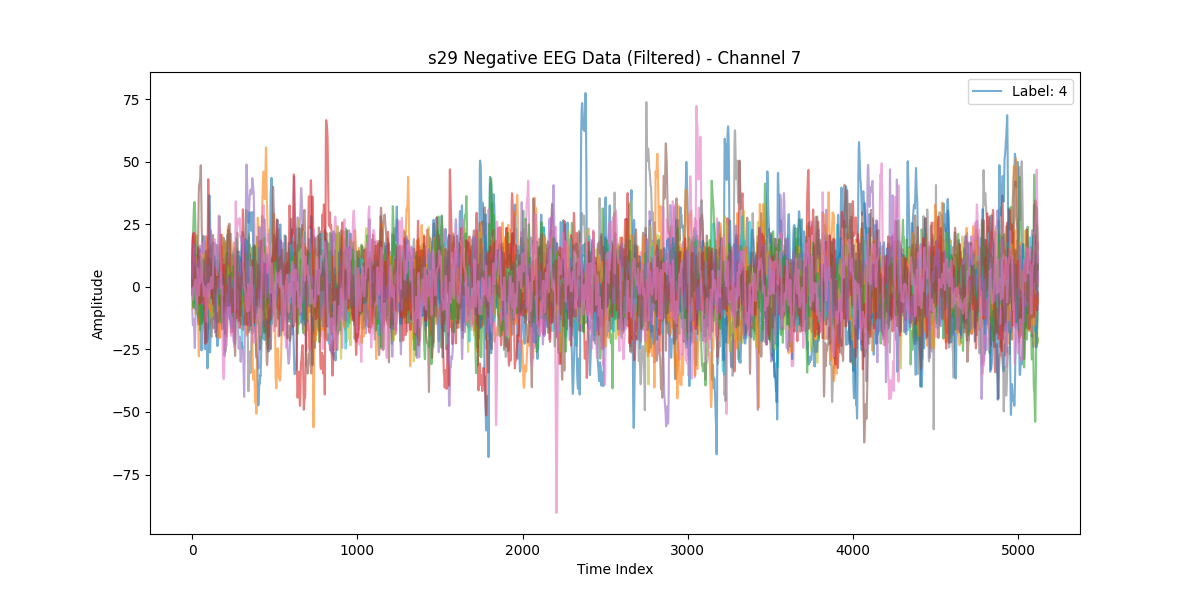 s29 Negative EEG Data (Filtered) - Channel 7
Label: 4
75
50
25
0
−25
−50
−75
Amplitude
0 1000 2000 3000 4000 5000
Time Index